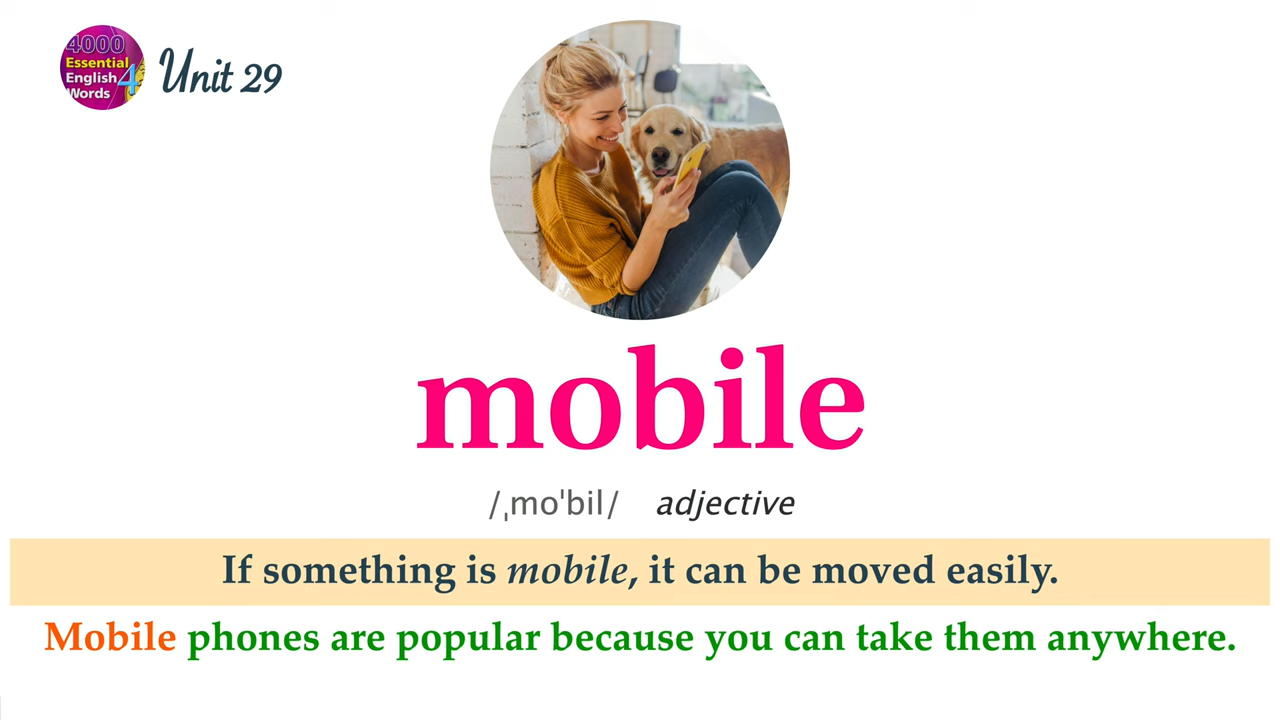 4000
Essential
English 4
Words
Unit 29
mobile
/ˌmoˈbil/ adjective
If something is mobile, it can be moved easily.
Mobile phones are popular because you can take them anywhere.